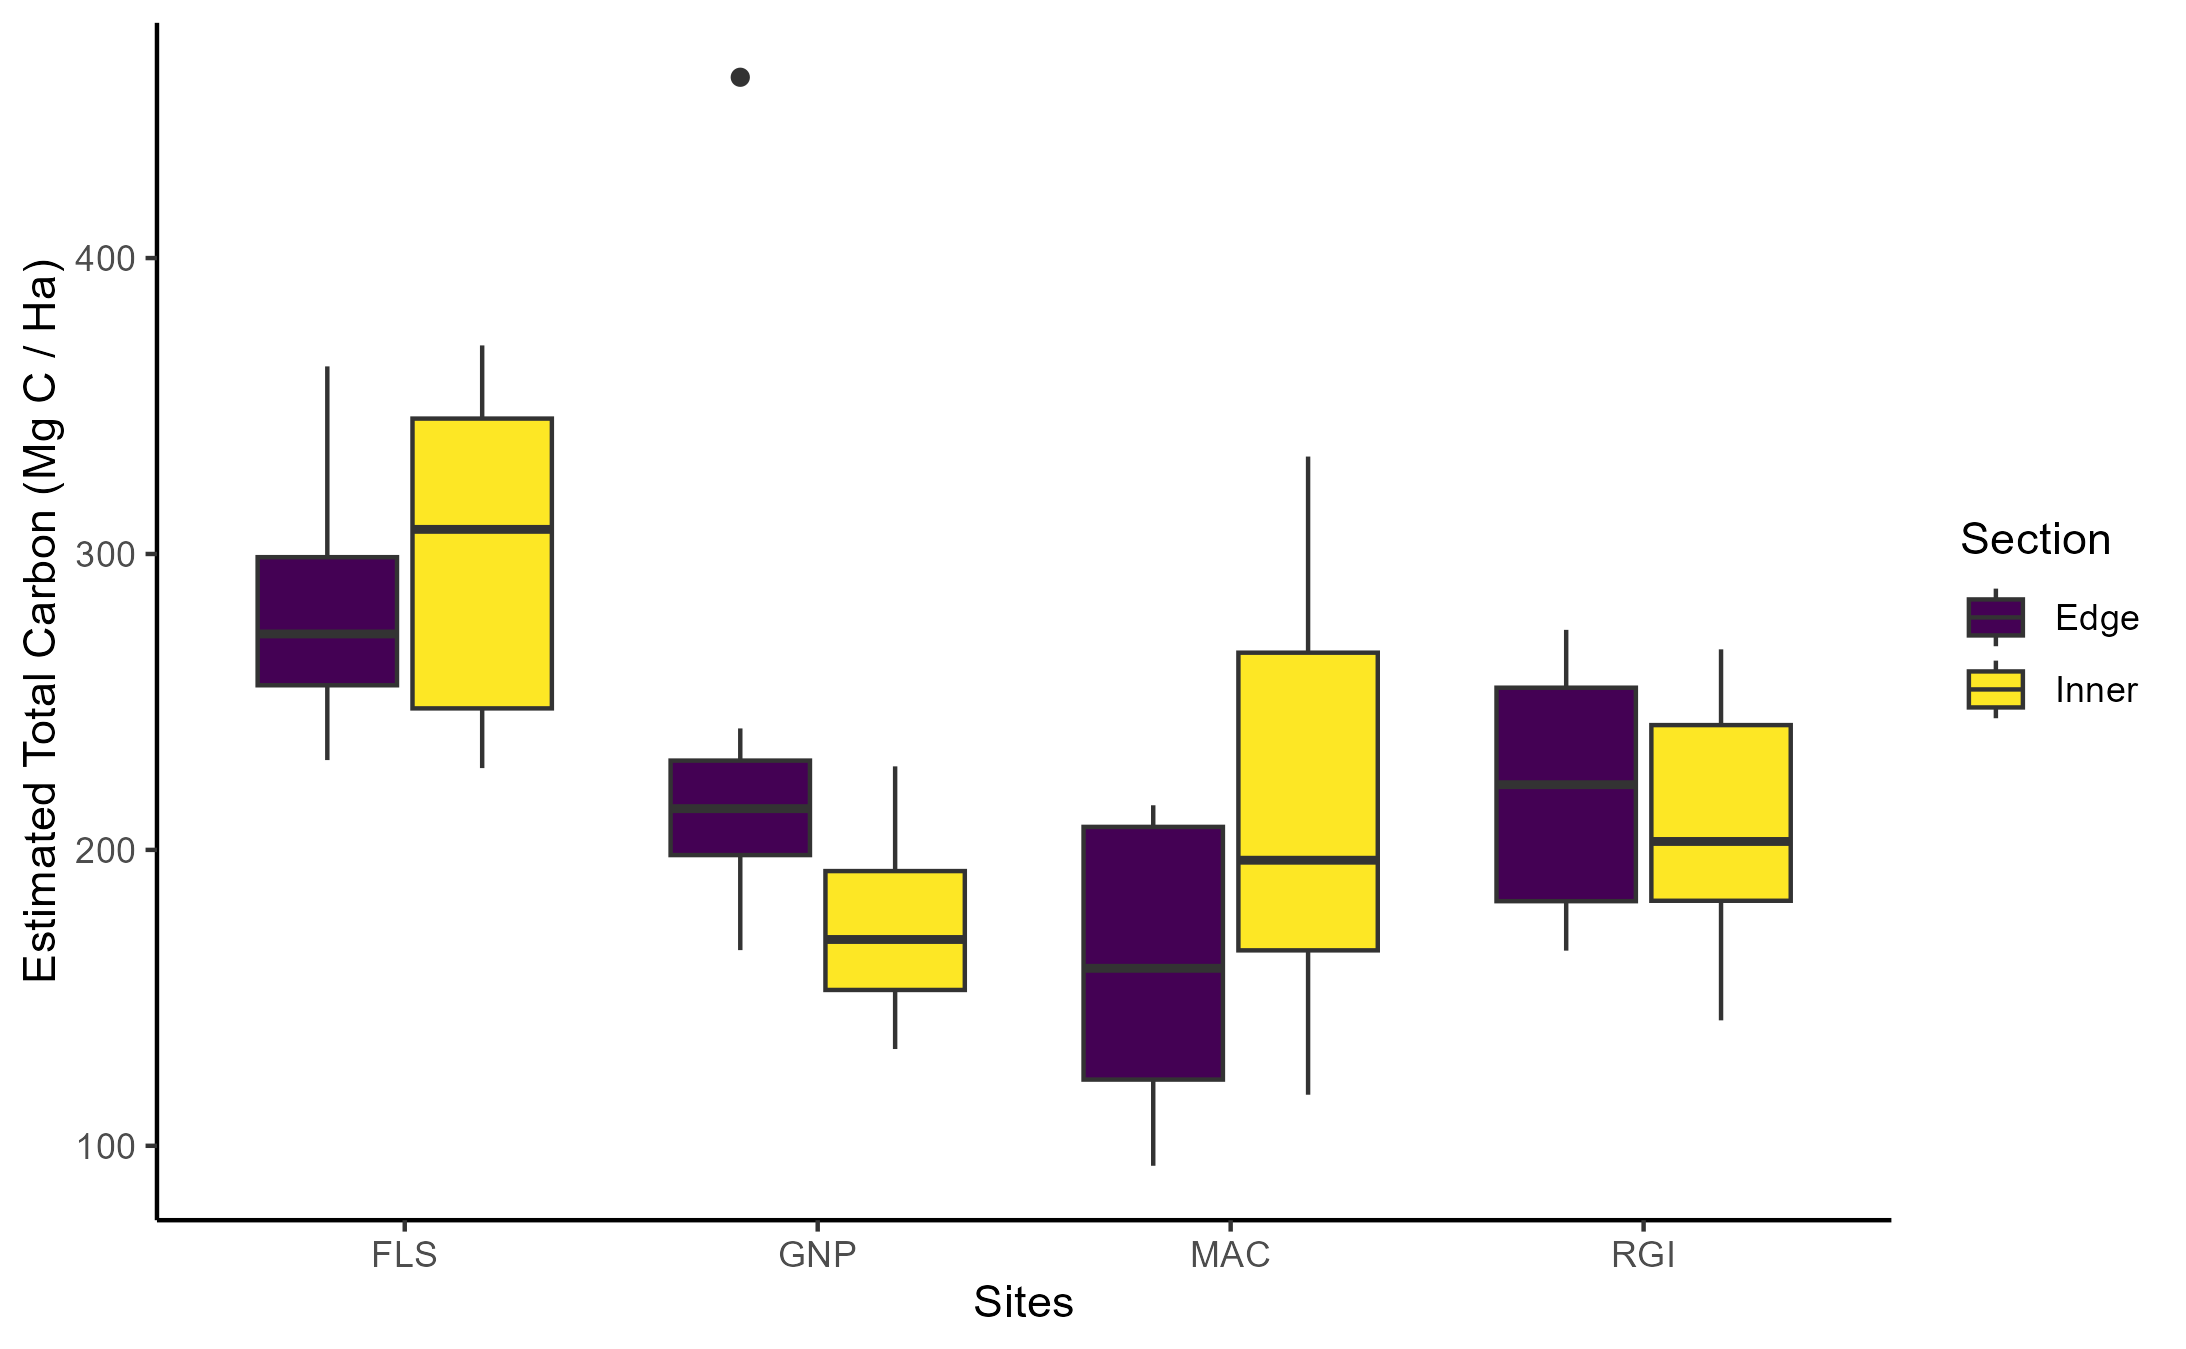 Estimated Total Carbon (Mg C / Ha)
400
300
200
100
FLS
GNP
MAC
RGI
Sites
Section
Edge
Inner